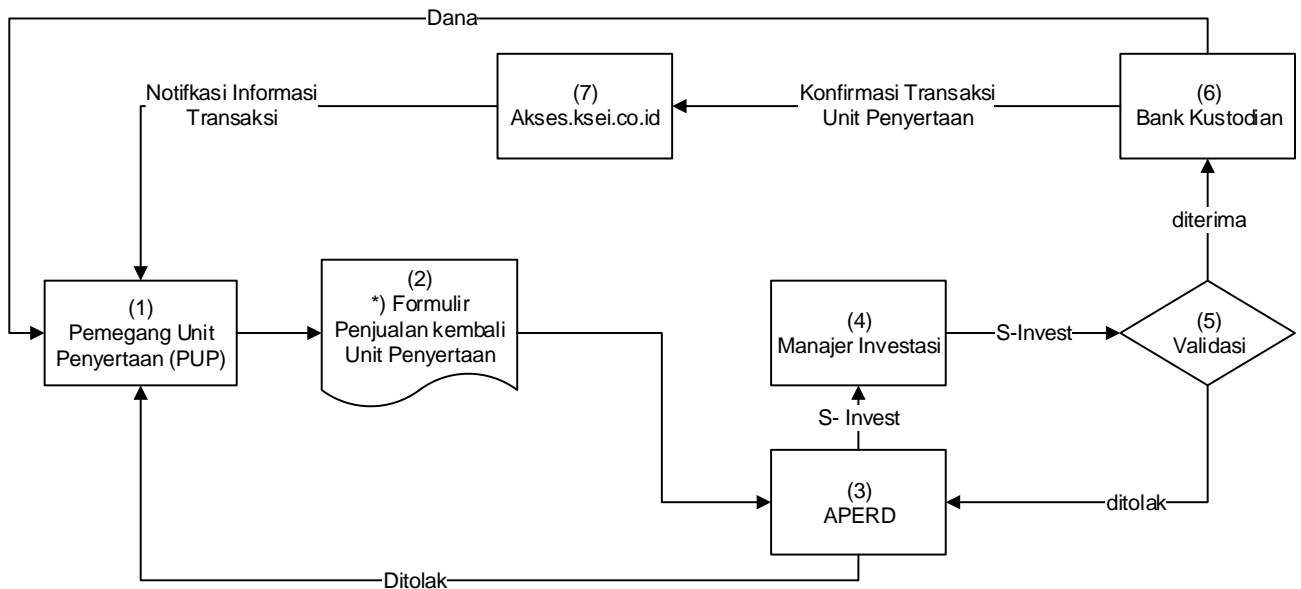 Dana
Notifkasi Informasi
Transaksi
(7)
Akses.ksei.co.id
Konfirmasi Transaksi
Unit Penyertaan
(6)
Bank Kustodian
diterima
(1)
Pemegang Unit
Penyertaan (PUP)
(2)
*) Formulir
Penjualan kembali
Unit Penyertaan
(4)
Manajer Investasi
S-Invest
(5)
Validasi
S- Invest
(3)
APERD
ditolak
Ditolak